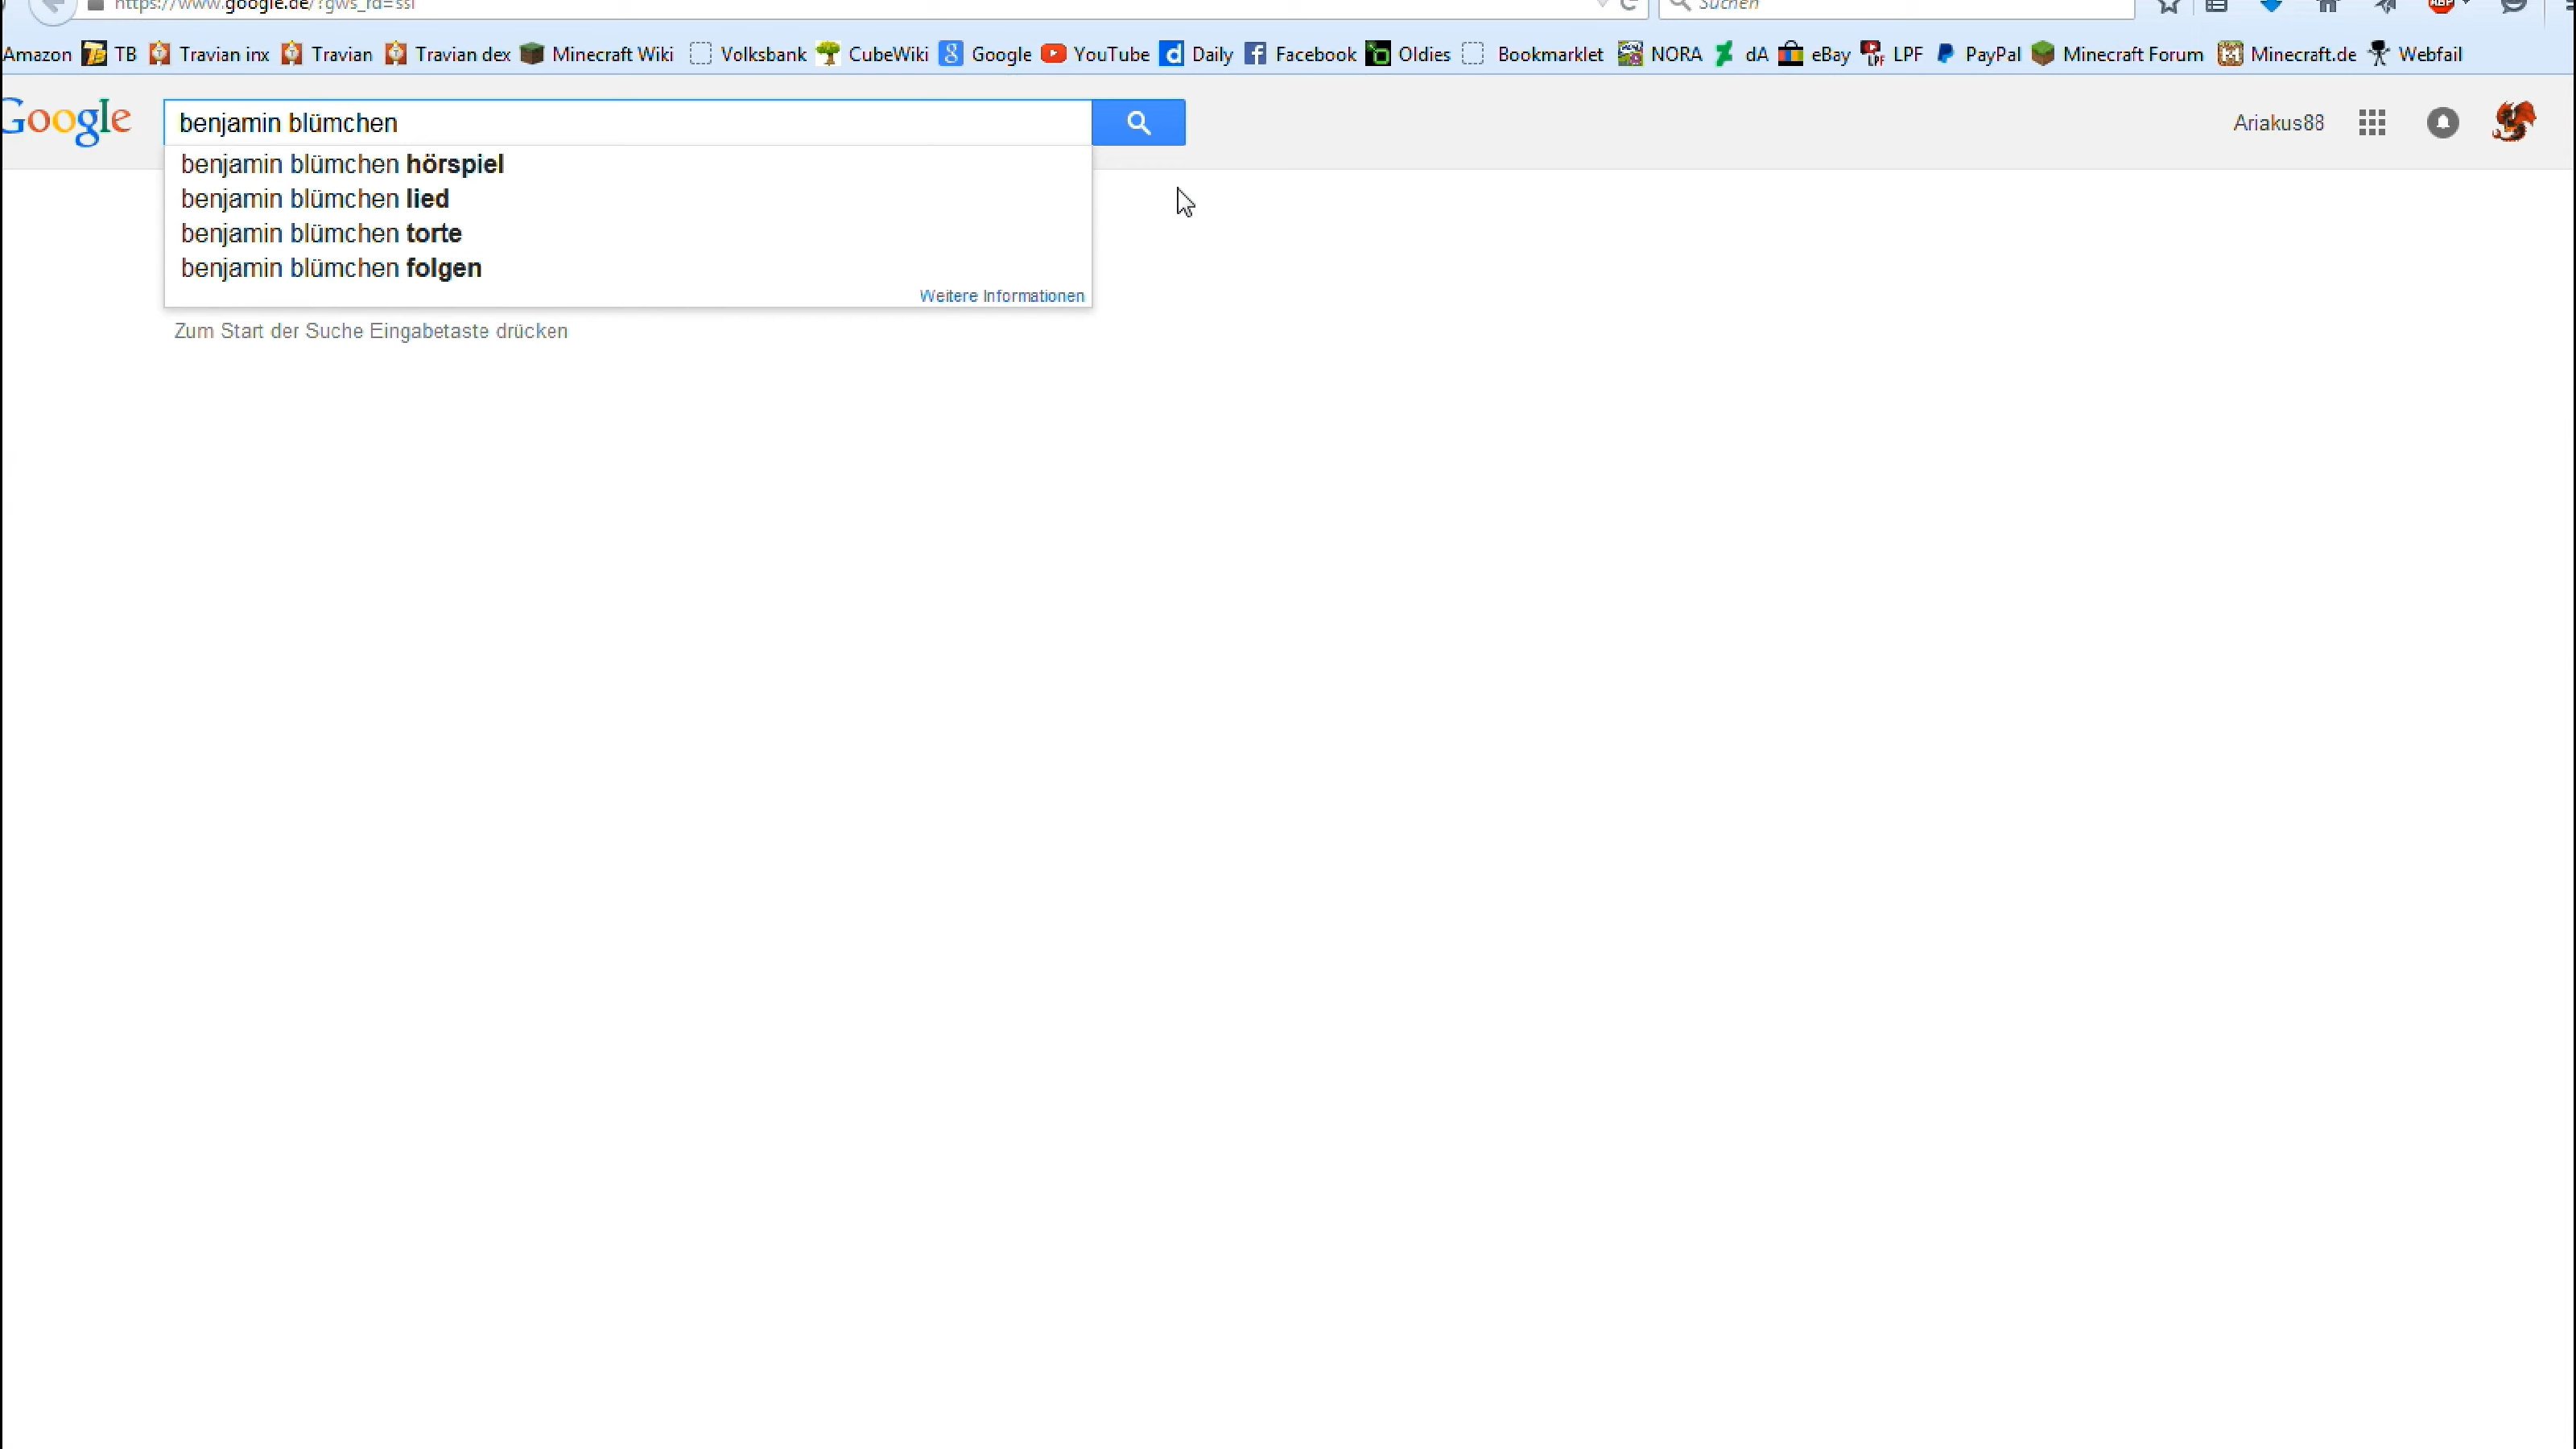 https://www.google.de/?gws_rd=ssl
Suchen
Amazon TB Travian inx Travian Travian dex Minecraft Wiki Volksbank CubeWiki Google YouTube Daily Facebook Oldies Bookmarklet NORA dA eBay LPF PayPal Minecraft Forum Minecraft.de Webfail
Google benjamin blümchen Ariakus88
benjamin blümchen hörspiel
benjamin blümchen lied
benjamin blümchen torte
benjamin blümchen folgen
Weitere Informationen
Zum Start der Suche Eingabetaste drücken